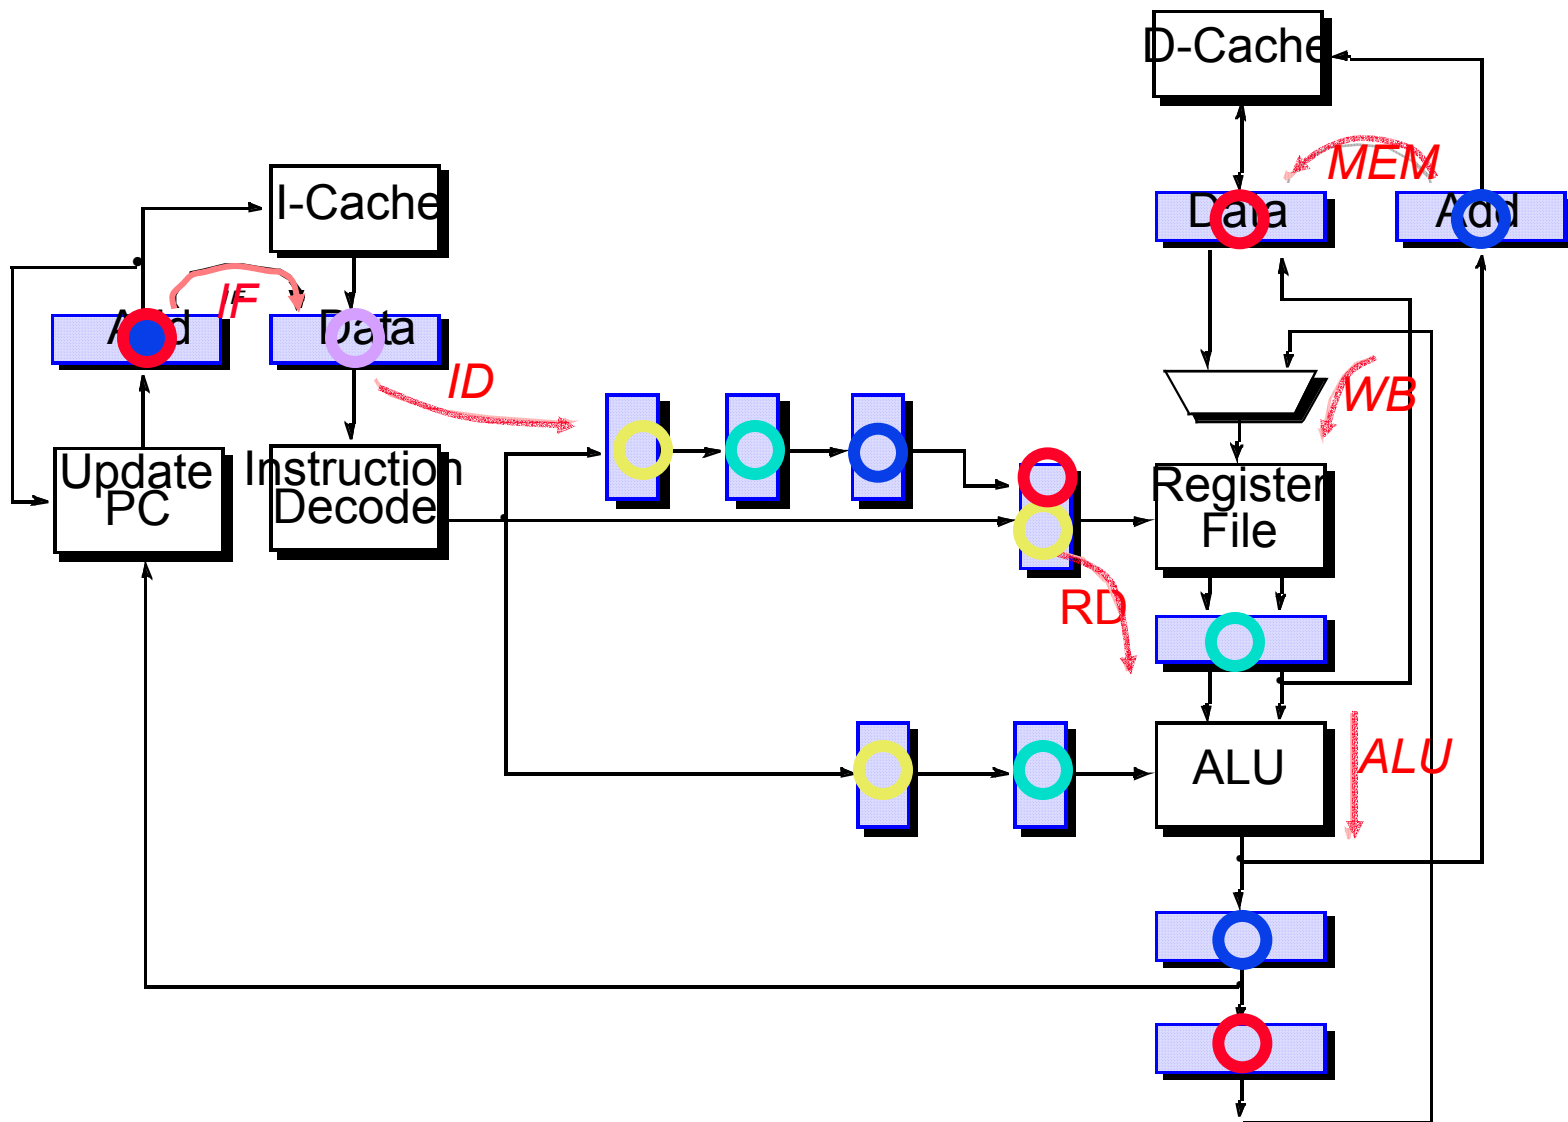 D-Cache
MEM
I-Cache
Data
Add
IF
IF
Add
Data
ID
WB
Update
PC
Instruction
Decode
Register
File
RD
ALU
ALU